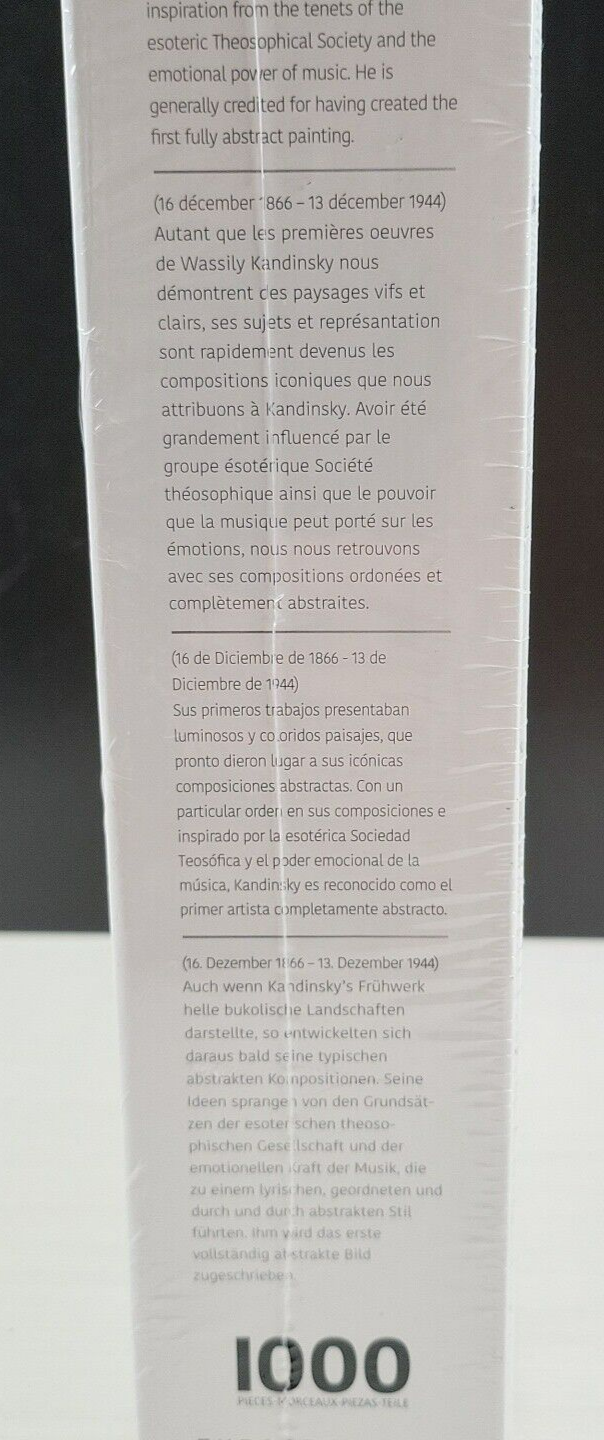 inspiration from the tenets of the
esoteric Theosophical Society and the
emotional power of music. He is
generally credited for having created the
first fully abstract painting.
(16 décembre 1866 – 13 décembre 1944)
Autant que les premières oeuvres
de Wassily Kandinsky nous
démontrent des paysages vifs et
clairs, ses sujets et représantation
sont rapidement devenus les
compositions iconiques que nous
attribuons à Kandinsky. Avoir été
grandement influencé par le
groupe ésotérique Société
théosophique ainsi que le pouvoir
que la musique peut porté sur les
émotions, nous nous retrouvons
avec ses compositions ordonées et
complètement abstraites.
(16 de Diciembre de 1866 - 13 de
Diciembre de 1944)
Sus primeros trabajos presentaban
luminosos y coloridos paisajes, que
pronto dieron lugar a sus icónicas
composiciones abstractas. Con un
particular orden en sus composiciones e
inspirado por la esotérica Sociedad
Teosófica y el poder emocional de la
música, Kandinsky es reconocido como el
primer artista completamente abstracto.
(16. Dezember 1866 – 13. Dezember 1944)
Auch wenn Kandinsky's Frühwerk
helle bukolische Landschaften
darstellte, so entwickelten sich
daraus bald seine typischen
abstrakten Kompositionen. Seine
Ideen sprangen von den Grundsät-
zen der esoterischen theoso-
phischen Gesellschaft und der
emotionellen Kraft der Musik, die
zu einem lyrischen, geordneten und
durch und durch abstrakten Stil
führten. Ihm wird das erste
vollständig abstrakte Bild
zugeschrieben.
1000
PIECES·MORCEAUX·PIEZAS·TEILE